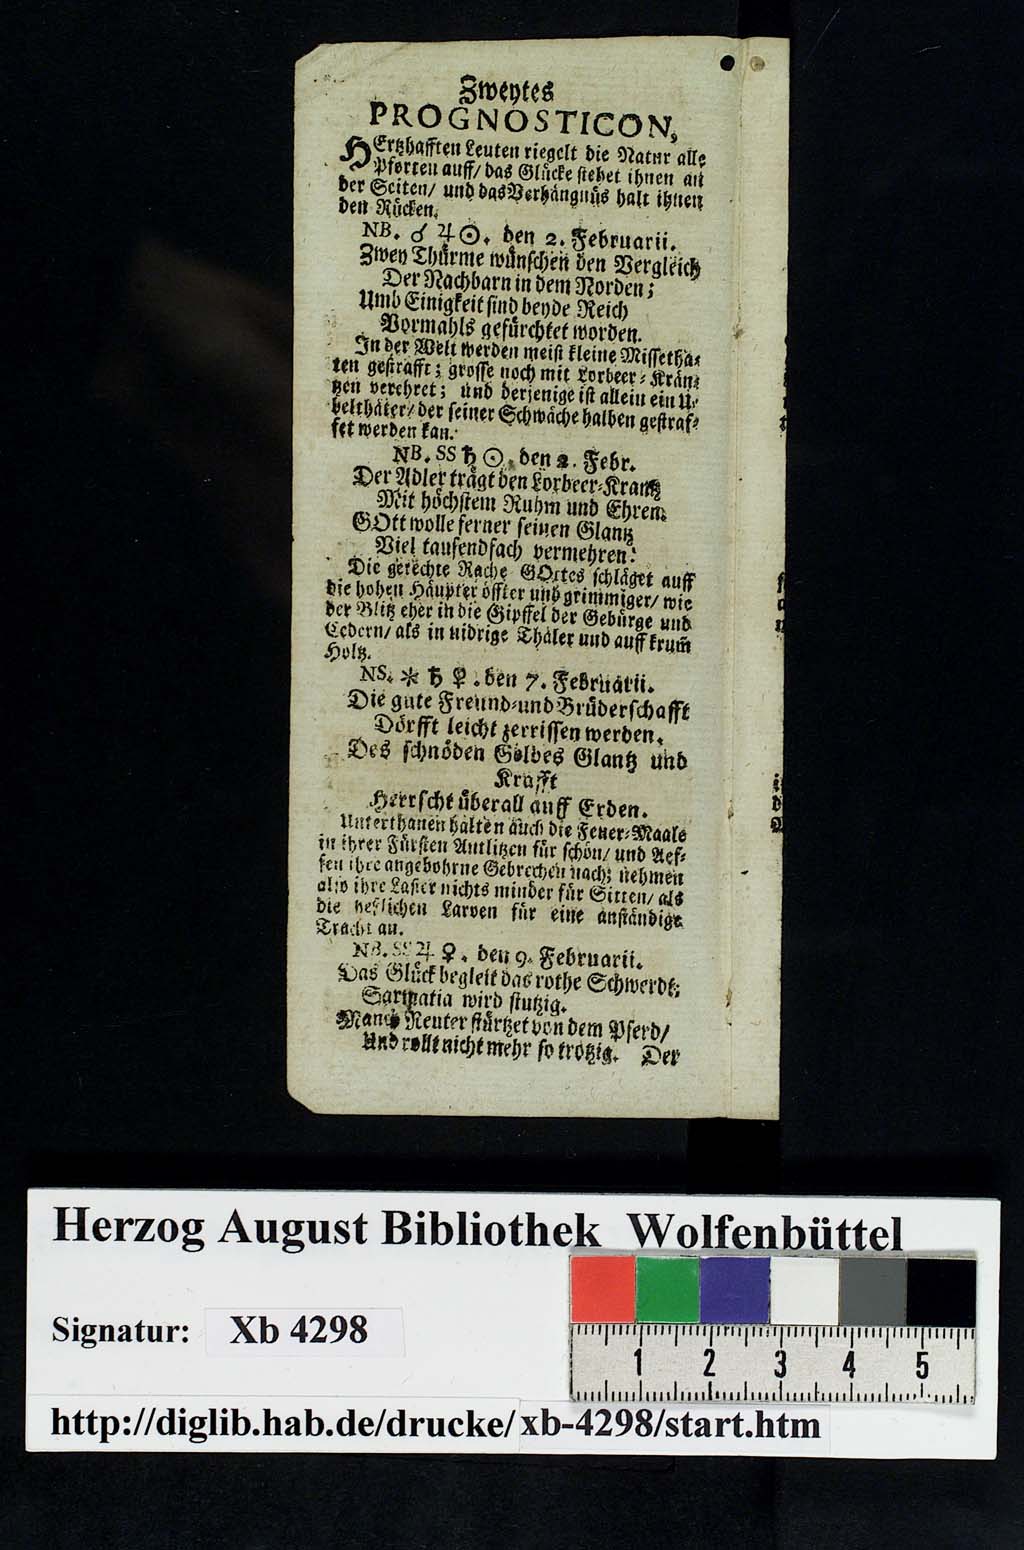 Zweytes
PROGNOSTICON,
HErtzhafften Leuten riegelt die Natur alle
Pforten auff/ das Glücke stehet ihnen an
der Seiten/ und das Verhängnüs halt ihnen
den Rücken.
NB. ☌ ♃ ☉. den 2. Februarii.
Zwey Thürme wünschen den Vergleich
Der Nachbarn in dem Norden;
Umb Einigkeit sind beyde Reich
Vormahls gefürchtet worden.
In der Welt werden meist kleine Missetha-
ten gestrafft; grosse noch mit Lorbeer-Krän-
tzen verehret; und derjenige ist allein ein U-
belthäter/ der seiner Schwäche halben gestraf-
fet werden kan.
NB. SS ♄ ☉. den 2. Febr.
Der Adler trägt den Lorbeer-Krantz
Mit höchstem Ruhm und Ehren.
GOtt wolle ferner seinen Glantz
Viel tausendfach vermehren.
Die gerechte Rache GOttes schläget auff
die hohen Häupter öffter und grimmiger/ wie
der Blitz eher in die Gipffel der Gebürge und
Cedern/ als in nidrige Thäler und auff krum̃
Holtz.
NS. ⚹ ♄ ♀. den 7. Februarii.
Die gute Freund-und Brüderschafft
Dörfft leicht zerrissen werden.
Des schnöden Goldes Glantz und
Krafft
Herrscht überall auff Erden.
Unterthanen halten auch die Feuer-Maale
in ihrer Fürsten Antlitzen für schön/ und Aef-
fen ihre angebohrne Gebrechen nach; nehmen
also ihre Laster nichts minder für Sitten/ als
die heßlichen Larven für eine anständige
Tracht an.
NB. SS ♃ ♀. den 9. Februarii.
Das Glück begleit das rothe Schwerdt;
Sarmatia wird stutzig.
Manch Reuter stürtzet von dem Pferd/
Und rollt nicht mehr so trotzig. Der
Herzog August Bibliothek Wolfenbüttel
Signatur: Xb 4298
1 2 3 4 5
http://diglib.hab.de/drucke/xb-4298/start.htm